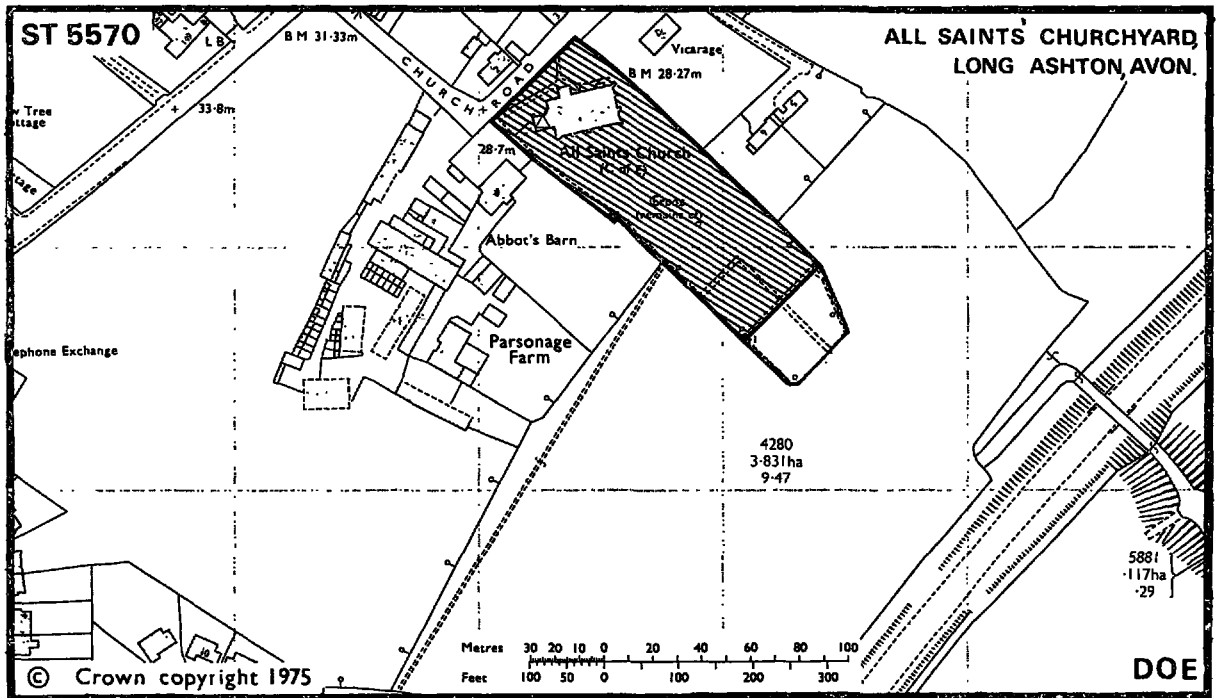 ST 5570
ALL SAINTS' CHURCHYARD,
LONG ASHTON, AVON.
L B
B M 31·33m
Vicarage
B M 28·27m
CHURCH ROAD
33·8m
28·7m
All Saints Church
(C of E)
Cross
(remains of)
Abbot's Barn
Parsonage
Farm
4280
3·831ha
9·47
5881
·117ha
·29
Metres 30 20 10 0 20 40 60 80 100
Feet 100 50 0 100 200 300
© Crown copyright 1975
DOE